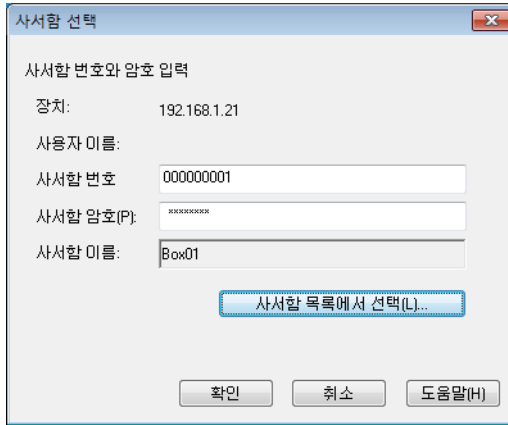 사서함 선택
사서함 번호와 암호 입력
장치: 192.168.1.21
사용자 이름:
사서함 번호 000000001
사서함 암호(P): ********
사서함 이름: Box01
사서함 목록에서 선택(L)...
확인 취소 도움말(H)